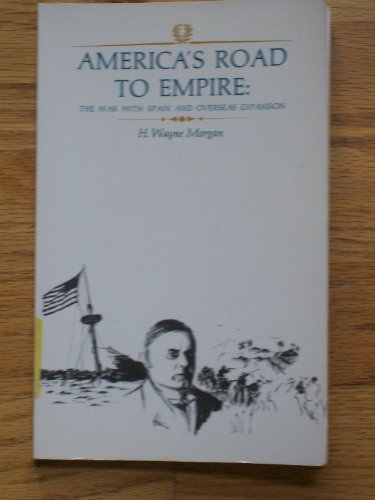 AMERICA'S ROAD
TO EMPIRE:
THE WAR WITH SPAIN AND OVERSEAS EXPANSION
H. Wayne Morgan